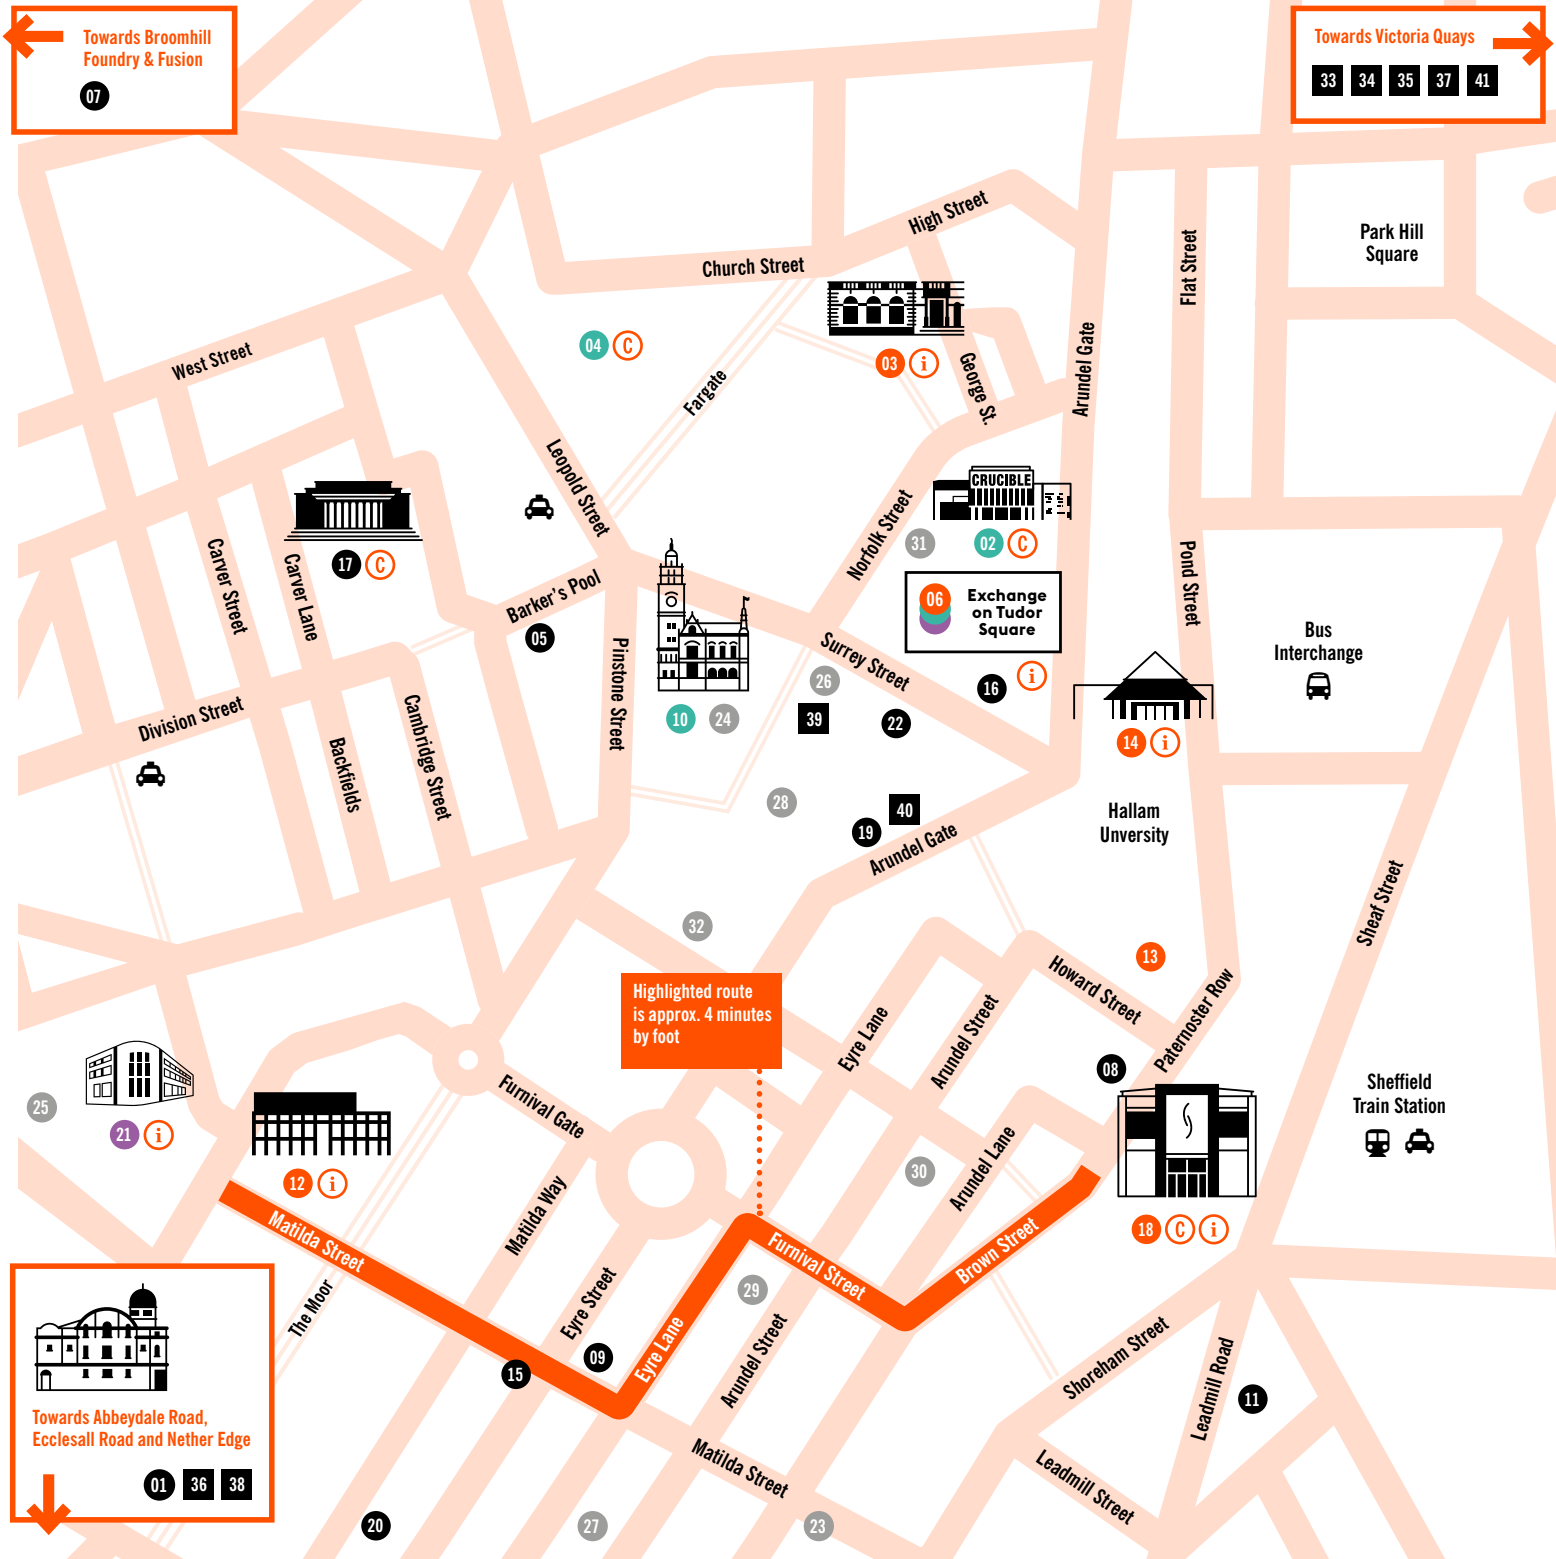 Towards Broomhill
Foundry & Fusion
07
Towards Victoria Quays
33 34 35 37 41
High Street
Church Street
Flat Street
Park Hill
Square
West Street
04 C
Fargate
03 i
George St.
Arundel Gate
Leopold Street
CRUCIBLE
Norfolk Street
31 02 C
17 C
Carver Street
Carver Lane
Barker's Pool
05
06
Exchange
on Tudor
Square
Pond Street
Bus
Interchange
Pinstone Street
Surrey Street
26
16 i
39
22
10 24
14 i
Division Street
Backfields
Cambridge Street
28
40
19
Arundel Gate
Hallam
Unversity
Sheaf Street
32
13
Howard Street
Paternoster Row
Highlighted route
is approx. 4 minutes
by foot
Eyre Lane
Arundel Street
08
Sheffield
Train Station
25
21 i
Furnival Gate
12 i
30
Arundel Lane
Matilda Way
18 C i
Matilda Street
The Moor
Eyre Street
29
Furnival Street
Brown Street
15
09
Eyre Lane
Arundel Street
Shoreham Street
Leadmill Road
11
Towards Abbeydale Road,
Ecclesall Road and Nether Edge
01 36 38
Matilda Street
Leadmill Street
20
27
23